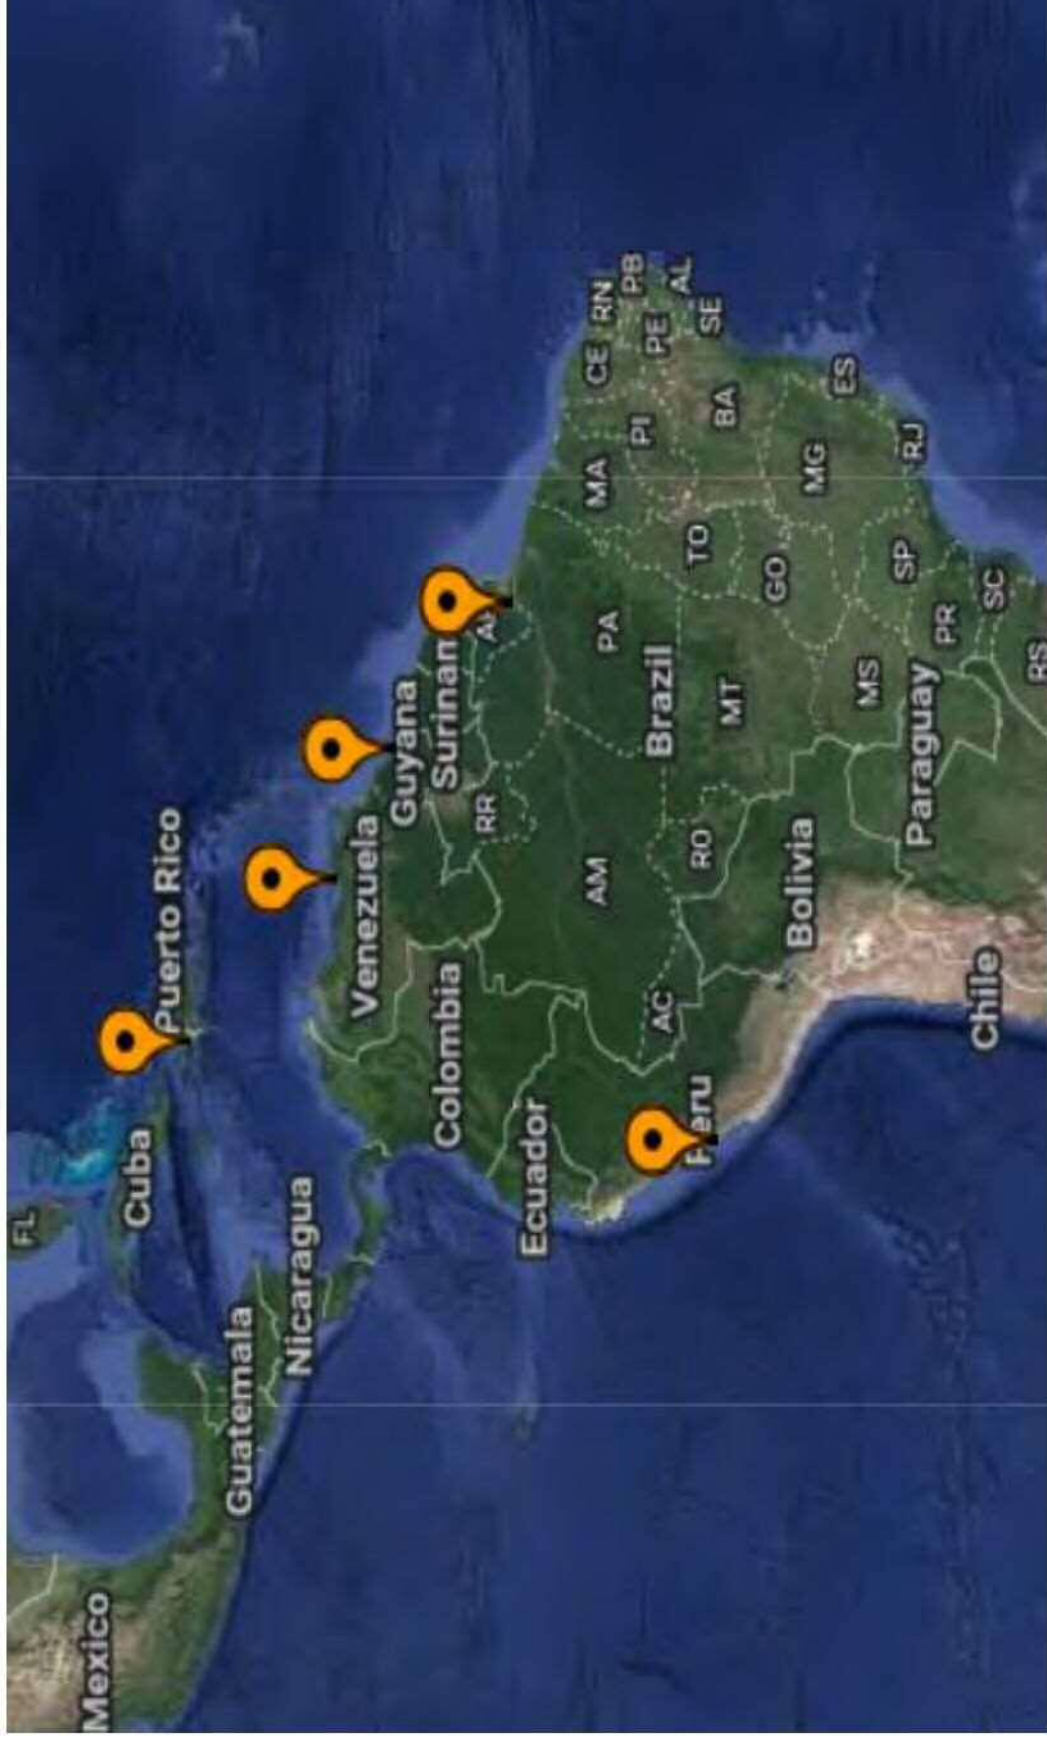 FL
Mexico
Cuba
Puerto Rico
Guatemala
Nicaragua
Venezuela
Guyana
Surinam
Colombia
RR
Ecuador
AM
PA
MA
CE
RN
PB
PI
PE
AL
SE
Peru
AC
RO
Brazil
MT
TO
BA
GO
Bolivia
MG
ES
MS
SP
RJ
Paraguay
PR
SC
Chile
RS